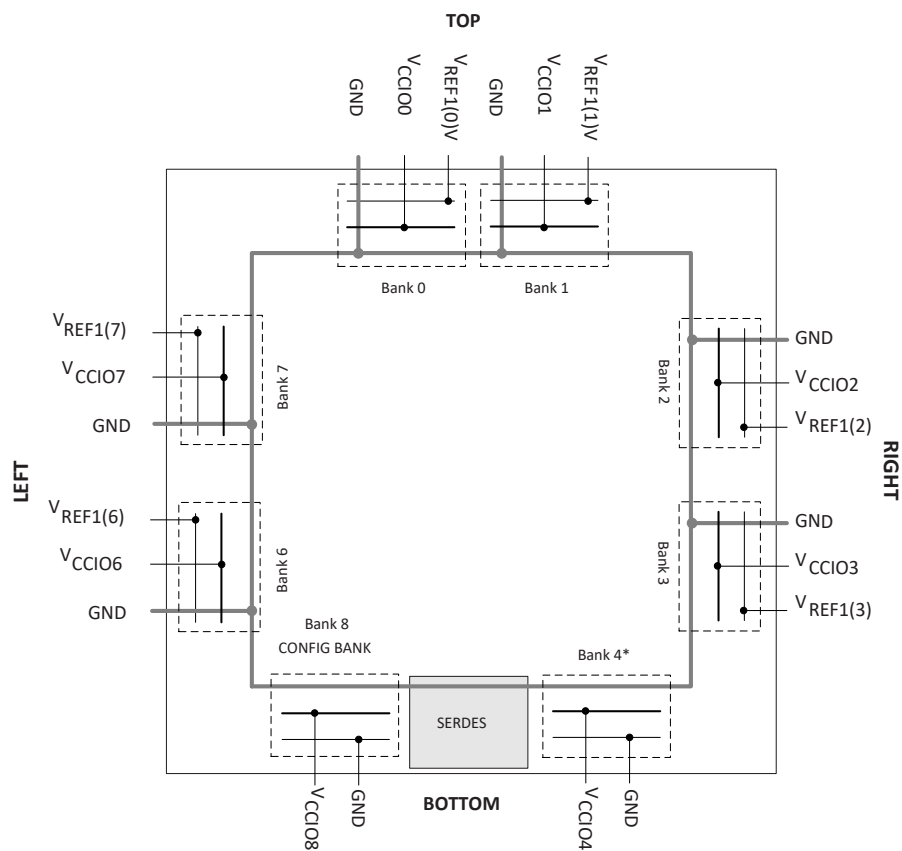 TOP
GND
VCCIO0
VREF1(0)V
GND
VCCIO1
VREF1(1)V
Bank 0
Bank 1
LEFT
VREF1(7)
VCCIO7
GND
Bank 7
VREF1(6)
VCCIO6
GND
Bank 6
Bank 2
GND
VCCIO2
VREF1(2)
RIGHT
Bank 3
GND
VCCIO3
VREF1(3)
Bank 8
CONFIG BANK
SERDES
Bank 4*
VCCIO8
GND
BOTTOM
VCCIO4
GND